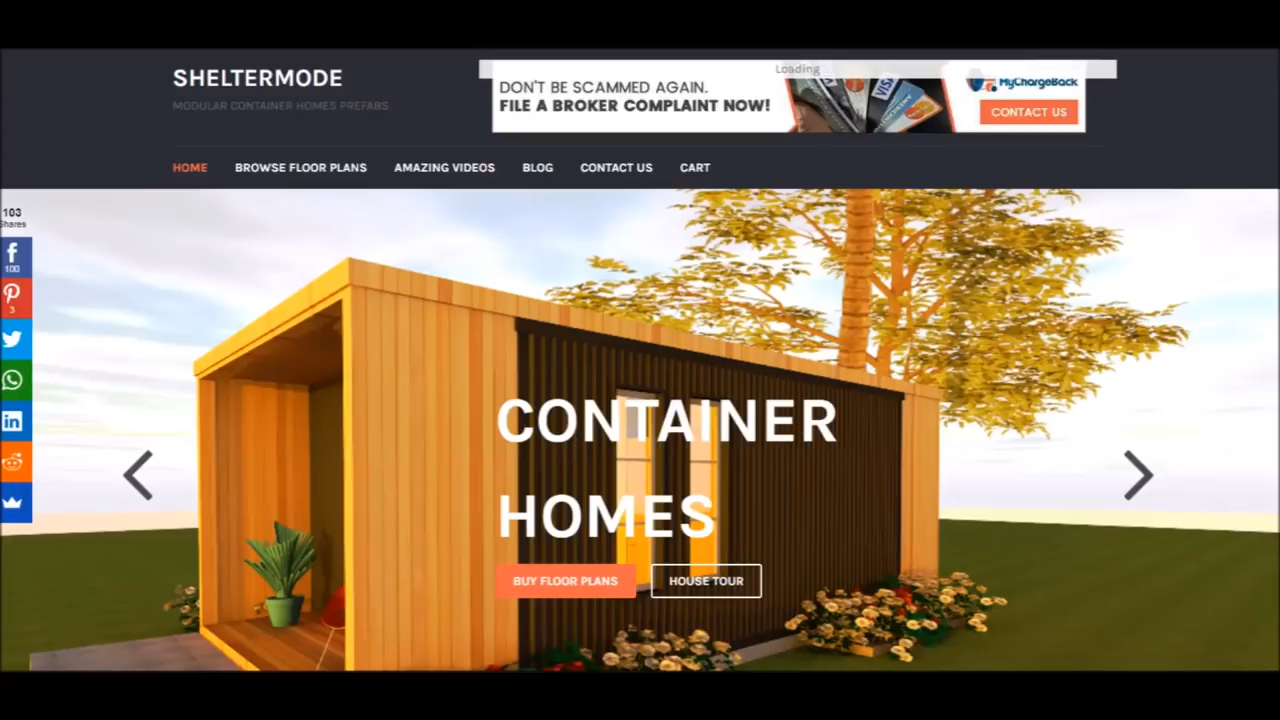 SHELTERMODE
MODULAR CONTAINER HOMES PREFABS
Loading
DON'T BE SCAMMED AGAIN.
FILE A BROKER COMPLAINT NOW!
VISA
MyChargeBack
CONTACT US
HOME BROWSE FLOOR PLANS AMAZING VIDEOS BLOG CONTACT US CART
103
Shares
100
3
CONTAINER
HOMES
BUY FLOOR PLANS HOUSE TOUR